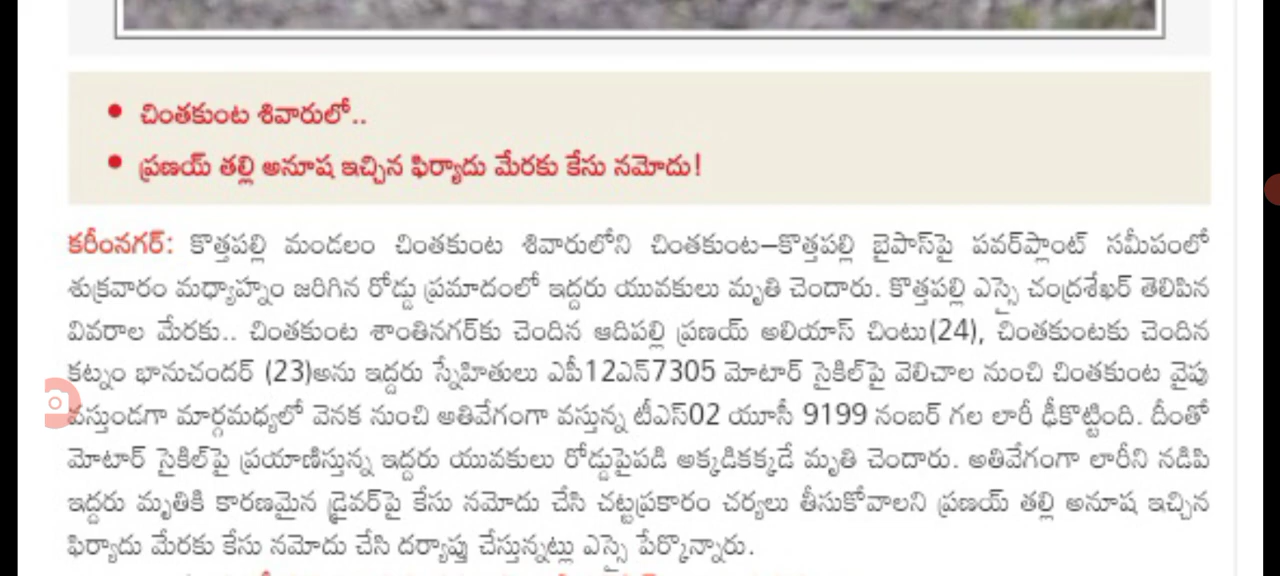 • చింతకుంట శివారులో..
• ప్రణయ్ తల్లి అనూష ఇచ్చిన ఫిర్యాదు మేరకు కేసు నమోదు!
కరీంనగర్: కొత్తపల్లి మండలం చింతకుంట శివారులోని చింతకుంట–కొత్తపల్లి బైపాస్‌పై పవర్‌ప్లాంట్ సమీపంలో
శుక్రవారం మధ్యాహ్నం జరిగిన రోడ్డు ప్రమాదంలో ఇద్దరు యువకులు మృతి చెందారు. కొత్తపల్లి ఎస్సై చంద్రశేఖర్ తెలిపిన
వివరాల మేరకు.. చింతకుంట శాంతినగర్‌కు చెందిన ఆదిపల్లి ప్రణయ్ అలియాస్ చింటు(24), చింతకుంటకు చెందిన
కట్నం భానుచందర్ (23)అను ఇద్దరు స్నేహితులు ఎపీ12ఎన్7305 మోటార్ సైకిల్‌పై వెలిచాల నుంచి చింతకుంట వైపు
వస్తుండగా మార్గమధ్యలో వెనక నుంచి అతివేగంగా వస్తున్న టీఎస్02 యూసీ 9199 నంబర్ గల లారీ ఢీకొట్టింది. దీంతో
మోటార్ సైకిల్‌పై ప్రయాణిస్తున్న ఇద్దరు యువకులు రోడ్డుపైపడి అక్కడికక్కడే మృతి చెందారు. అతివేగంగా లారీని నడిపి
ఇద్దరు మృతికి కారణమైన డ్రైవర్‌పై కేసు నమోదు చేసి చట్టప్రకారం చర్యలు తీసుకోవాలని ప్రణయ్ తల్లి అనూష ఇచ్చిన
ఫిర్యాదు మేరకు కేసు నమోదు చేసి దర్యాప్తు చేస్తున్నట్లు ఎస్సై పేర్కొన్నారు.